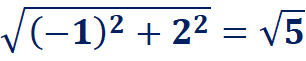 √((−1)² + 2²) = √5